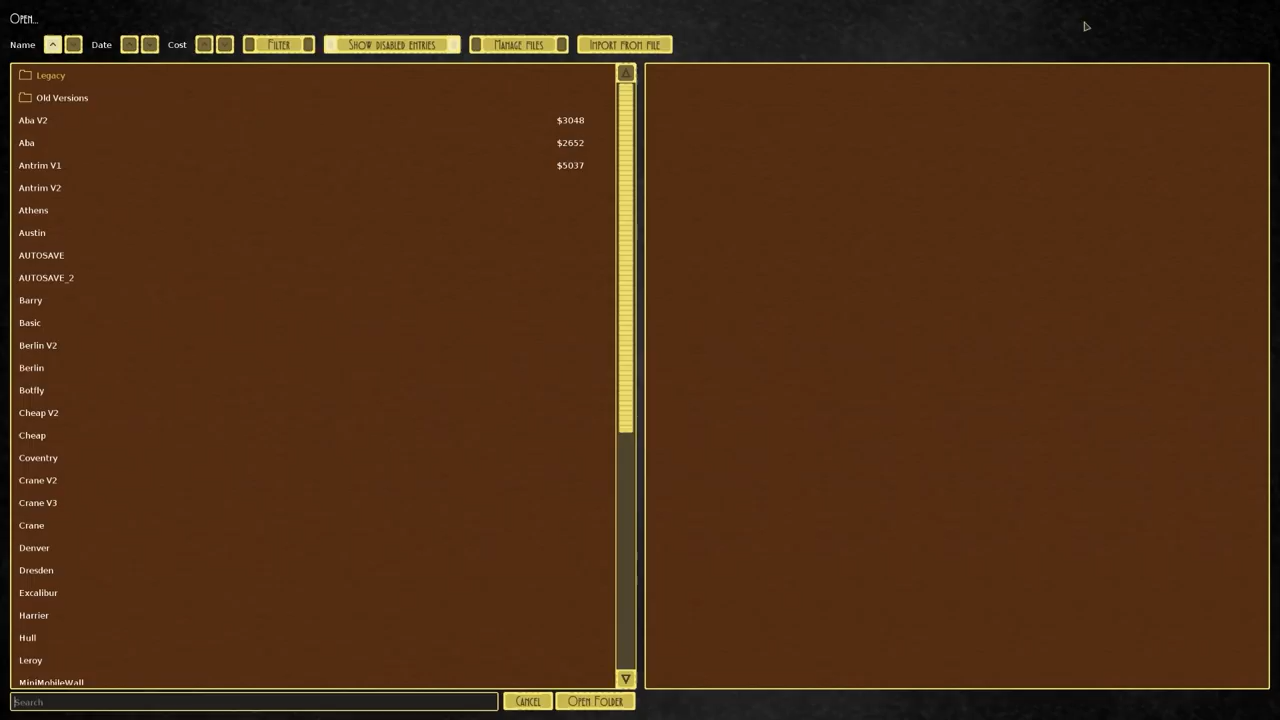 Open...
Name Date Cost Filter Show disabled entries Manage files Import from file
Legacy
Old Versions
Aba V2 $3048
Aba $2652
Antrim V1 $5037
Antrim V2
Athens
Austin
AUTOSAVE
AUTOSAVE_2
Barry
Basic
Berlin V2
Berlin
Botfly
Cheap V2
Cheap
Coventry
Crane V2
Crane V3
Crane
Denver
Dresden
Excalibur
Harrier
Hull
Leroy
MiniMobileWall
Search Cancel Open Folder